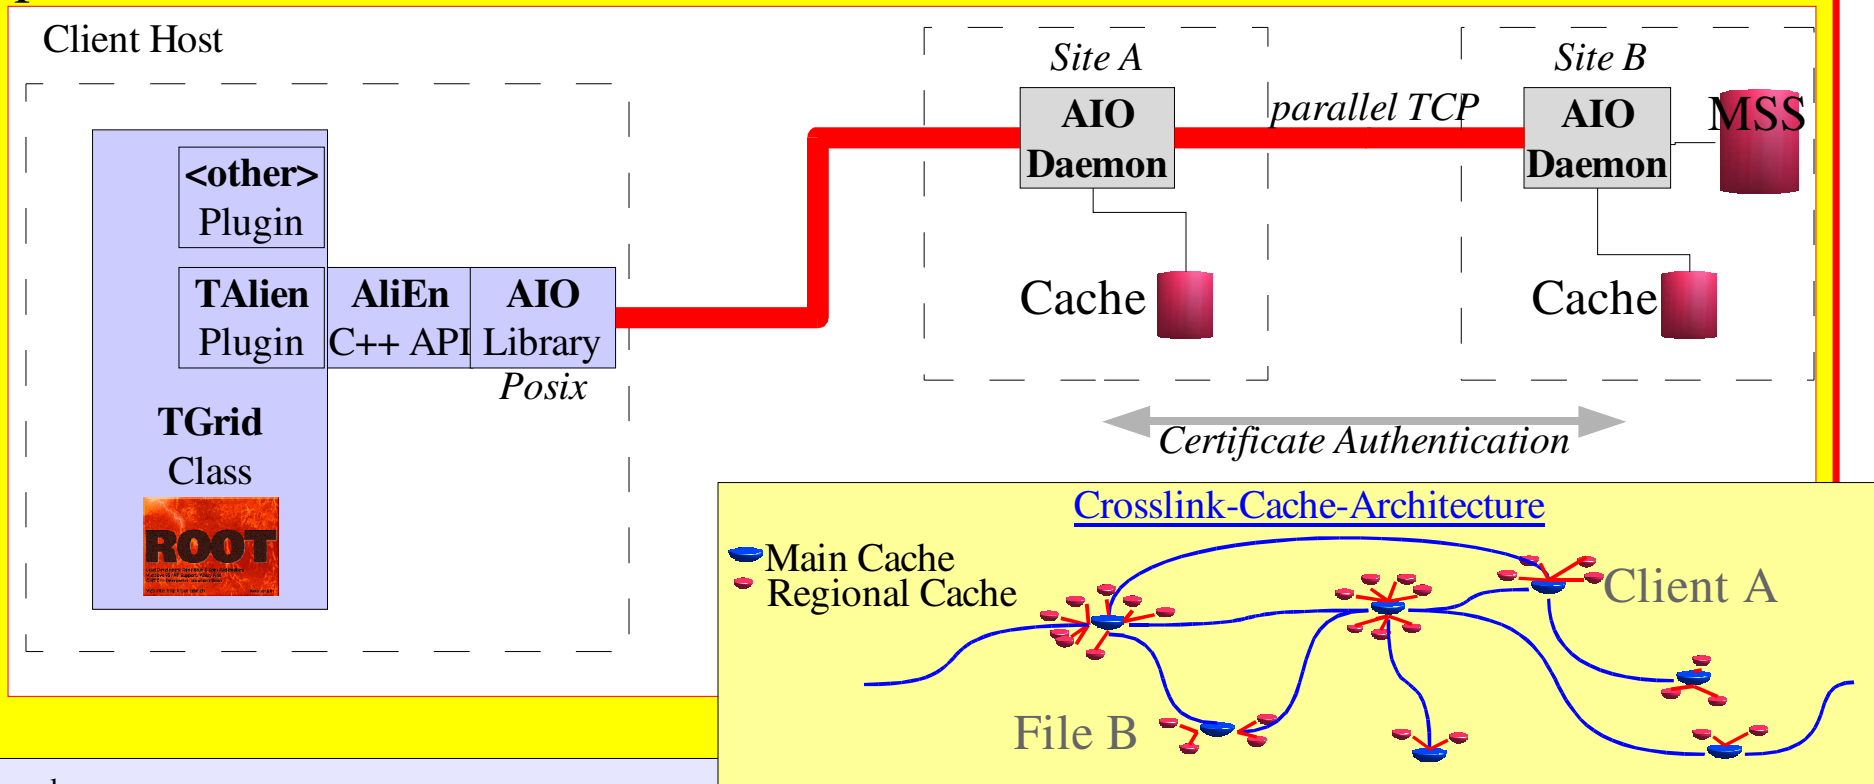 Client Host
Site A
Site B
<other>
Plugin
TAlien
Plugin
AliEn
C++ API
AIO
Library
Posix
TGrid
Class
ROOT
AIO
Daemon
parallel TCP
AIO
Daemon
MSS
Cache
Cache
Certificate Authentication
Crosslink-Cache-Architecture
Main Cache
Regional Cache
Client A
File B